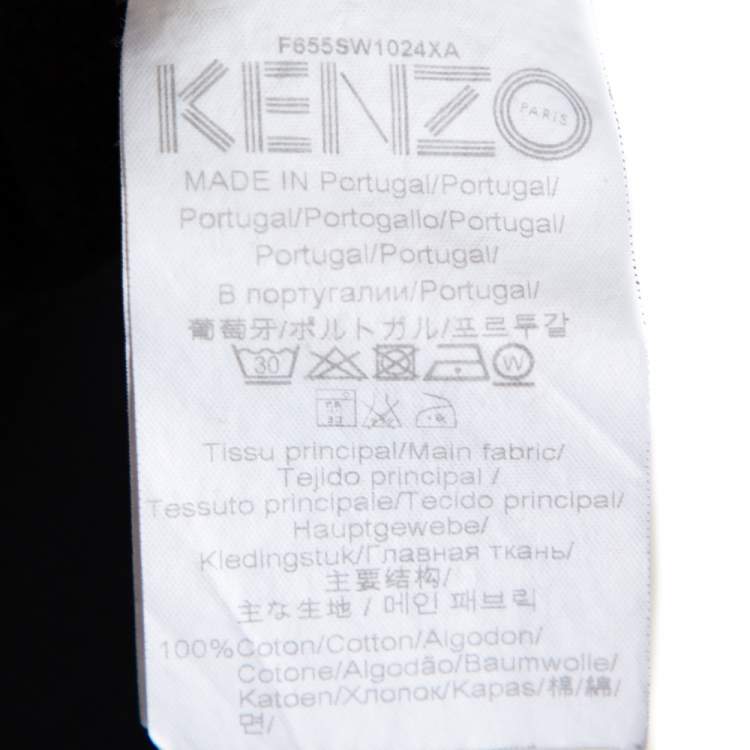 F655SW1024XA
KENZO PARIS
MADE IN Portugal/Portugal/
Portugal/Portogallo/Portugal/
Portugal/Portugal/
В португалии/Portugal/
葡萄牙/ポルトガル/포르투갈
30 W
Tissu principal/Main fabric/
Tejido principal /
Tessuto principale/Tecido principal/
Hauptgewebe/
Kledingstuk/Главная ткань/
主要结构/
主な生地 / 메인 패브릭
100%Coton/Cotton/Algodon/
Cotone/Algodão/Baumwolle/
Katoen/Хлопок/Kapas/棉/綿/
면/